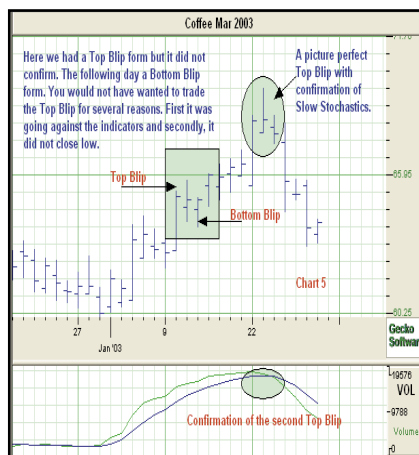 Coffee Mar 2003
71.70
Here we had a Top Blip form but it did not
confirm. The following day a Bottom Blip
form. You would not have wanted to trade
the Top Blip for several reasons. First it was
going against the indicators and secondly, it
did not close low.
A picture perfect
Top Blip with
confirmation of
Slow Stochastics.
Top Blip
65.95
Bottom Blip
Chart 5
60.25
27
9
22
Jan '03
Gecko
Software
19576
VOL
9788
Volume
0
Confirmation of the second Top Blip